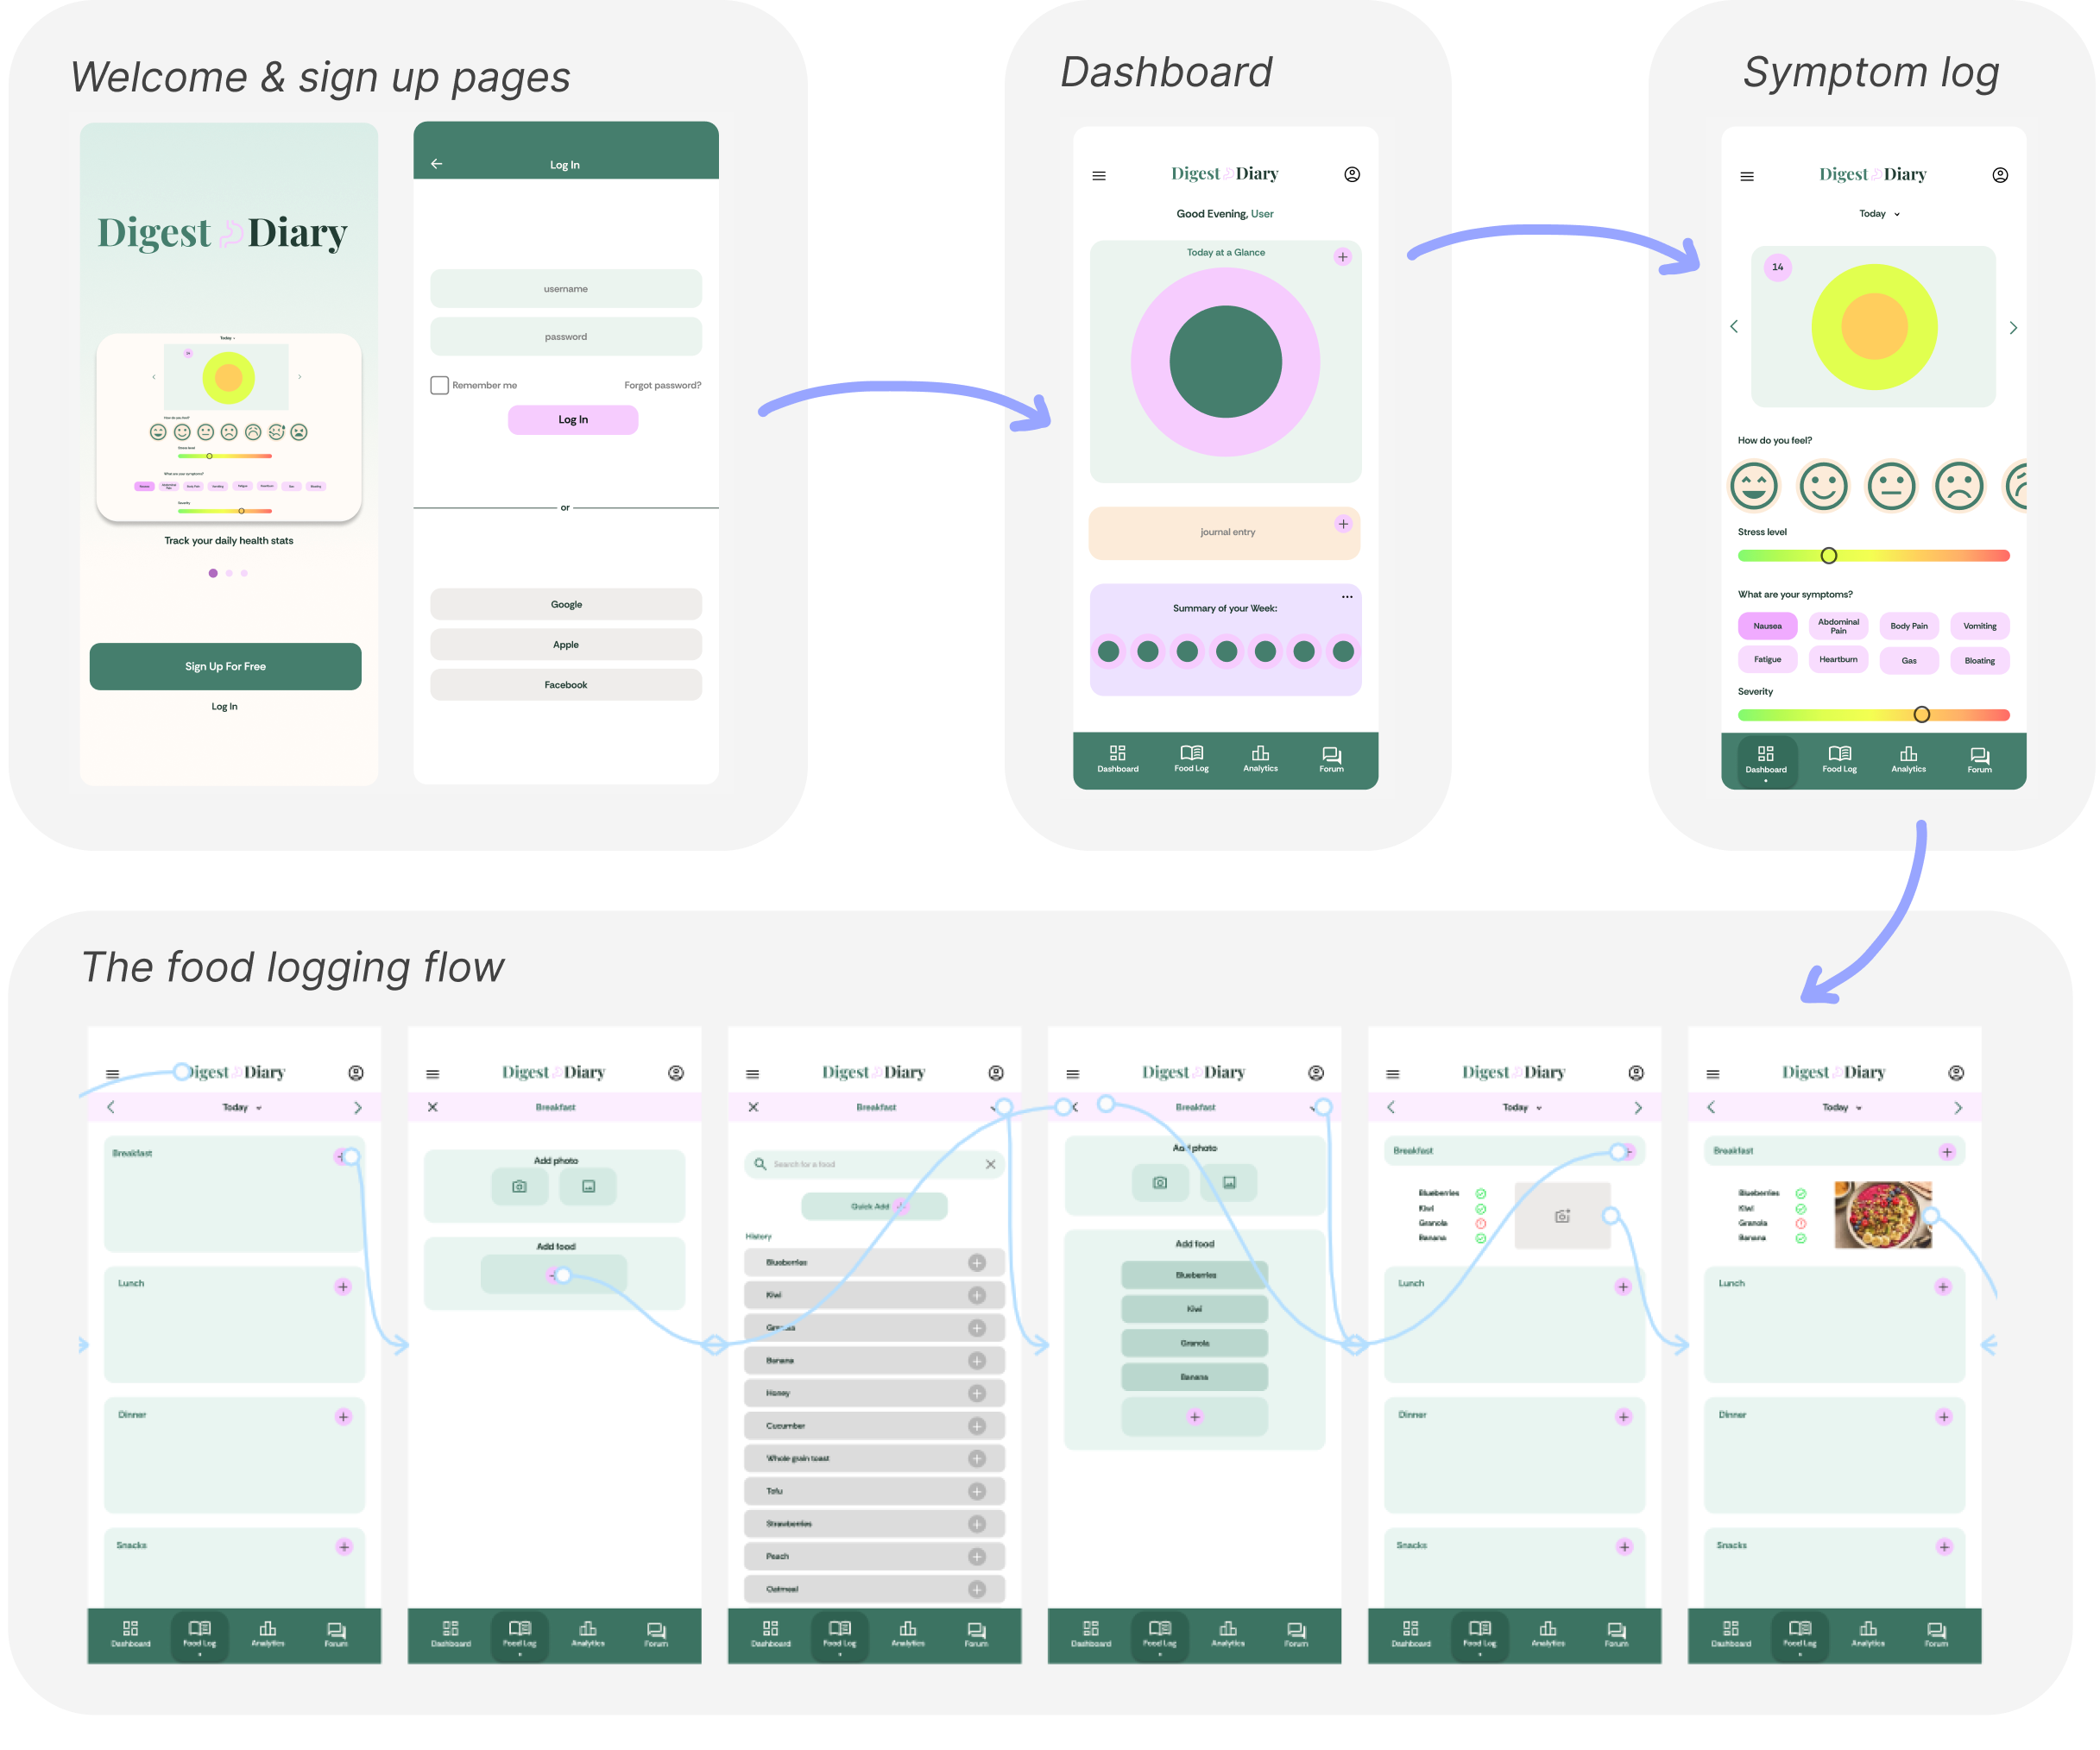 Welcome & sign up pages
Digest Diary
Today
How do you feel?
Stress level
What are your symptoms?
Nausea
Abdominal
Pain
Body Pain
Vomiting
Fatigue
Heartburn
Gas
Bloating
Severity
Track your daily health stats
Sign Up For Free
Log In
Log In
username
password
Remember me
Forgot password?
Log In
or
Google
Apple
Facebook
Dashboard
Digest Diary
Good Evening, User
Today at a Glance
journal entry
Summary of your Week:
Dashboard
Food Log
Analytics
Forum
Symptom log
Digest Diary
Today
14
How do you feel?
Stress level
What are your symptoms?
Nausea
Abdominal
Pain
Body Pain
Vomiting
Fatigue
Heartburn
Gas
Bloating
Severity
Dashboard
Food Log
Analytics
Forum
The food logging flow
Digest Diary
Today
Breakfast
Lunch
Dinner
Snacks
Dashboard
Food Log
Analytics
Forum
Digest Diary
Breakfast
Add photo
Add food
Dashboard
Food Log
Analytics
Forum
Digest Diary
Breakfast
Search for a food
Quick Add
History
Blueberries
Kiwi
Granola
Banana
Honey
Cucumber
Whole grain toast
Tofu
Strawberries
Peach
Oatmeal
Dashboard
Food Log
Analytics
Forum
Digest Diary
Breakfast
Add photo
Add food
Blueberries
Kiwi
Granola
Banana
Dashboard
Food Log
Analytics
Forum
Digest Diary
Today
Breakfast
Blueberries
Kiwi
Granola
Banana
Lunch
Dinner
Snacks
Dashboard
Food Log
Analytics
Forum
Digest Diary
Today
Breakfast
Blueberries
Kiwi
Granola
Banana
Lunch
Dinner
Snacks
Dashboard
Food Log
Analytics
Forum